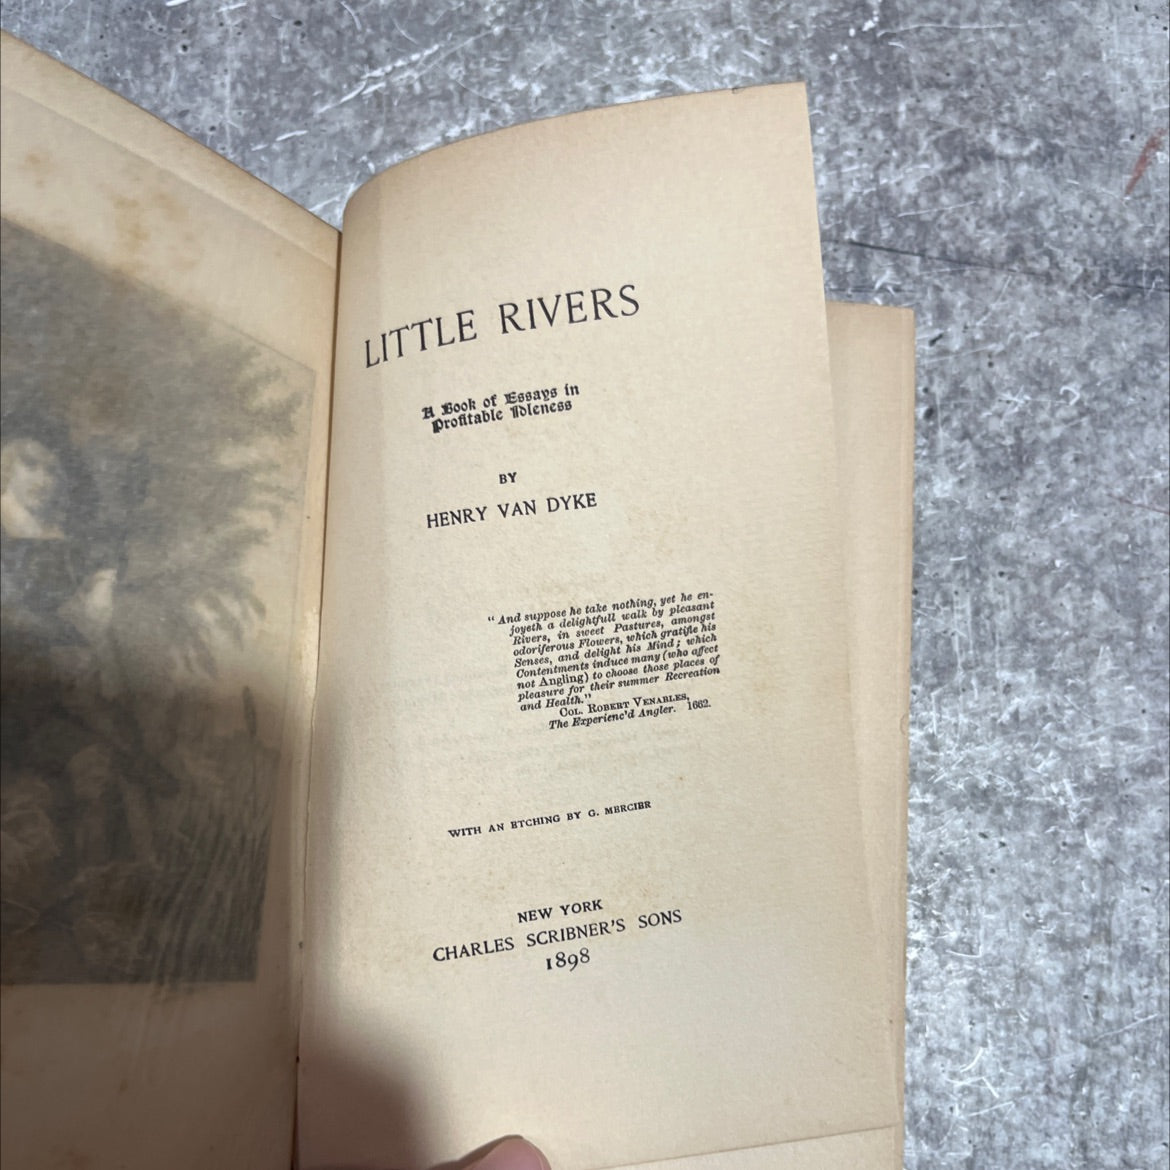 LITTLE RIVERS
A Book of Essays in
Profitable Idleness
BY
HENRY VAN DYKE
"And suppose he take nothing, yet he en-
joyeth a delightfull walk by pleasant
Rivers, in sweet Pastures, amongst
odoriferous Flowers, which gratifie his
Senses, and delight his Mind; which
Contentments induce many (who affect
not Angling) to choose those places of
pleasure for their summer Recreation
and Health."
COL. ROBERT VENABLES,
The Experienc'd Angler. 1662.
WITH AN ETCHING BY G. MERCIER
NEW YORK
CHARLES SCRIBNER'S SONS
1898